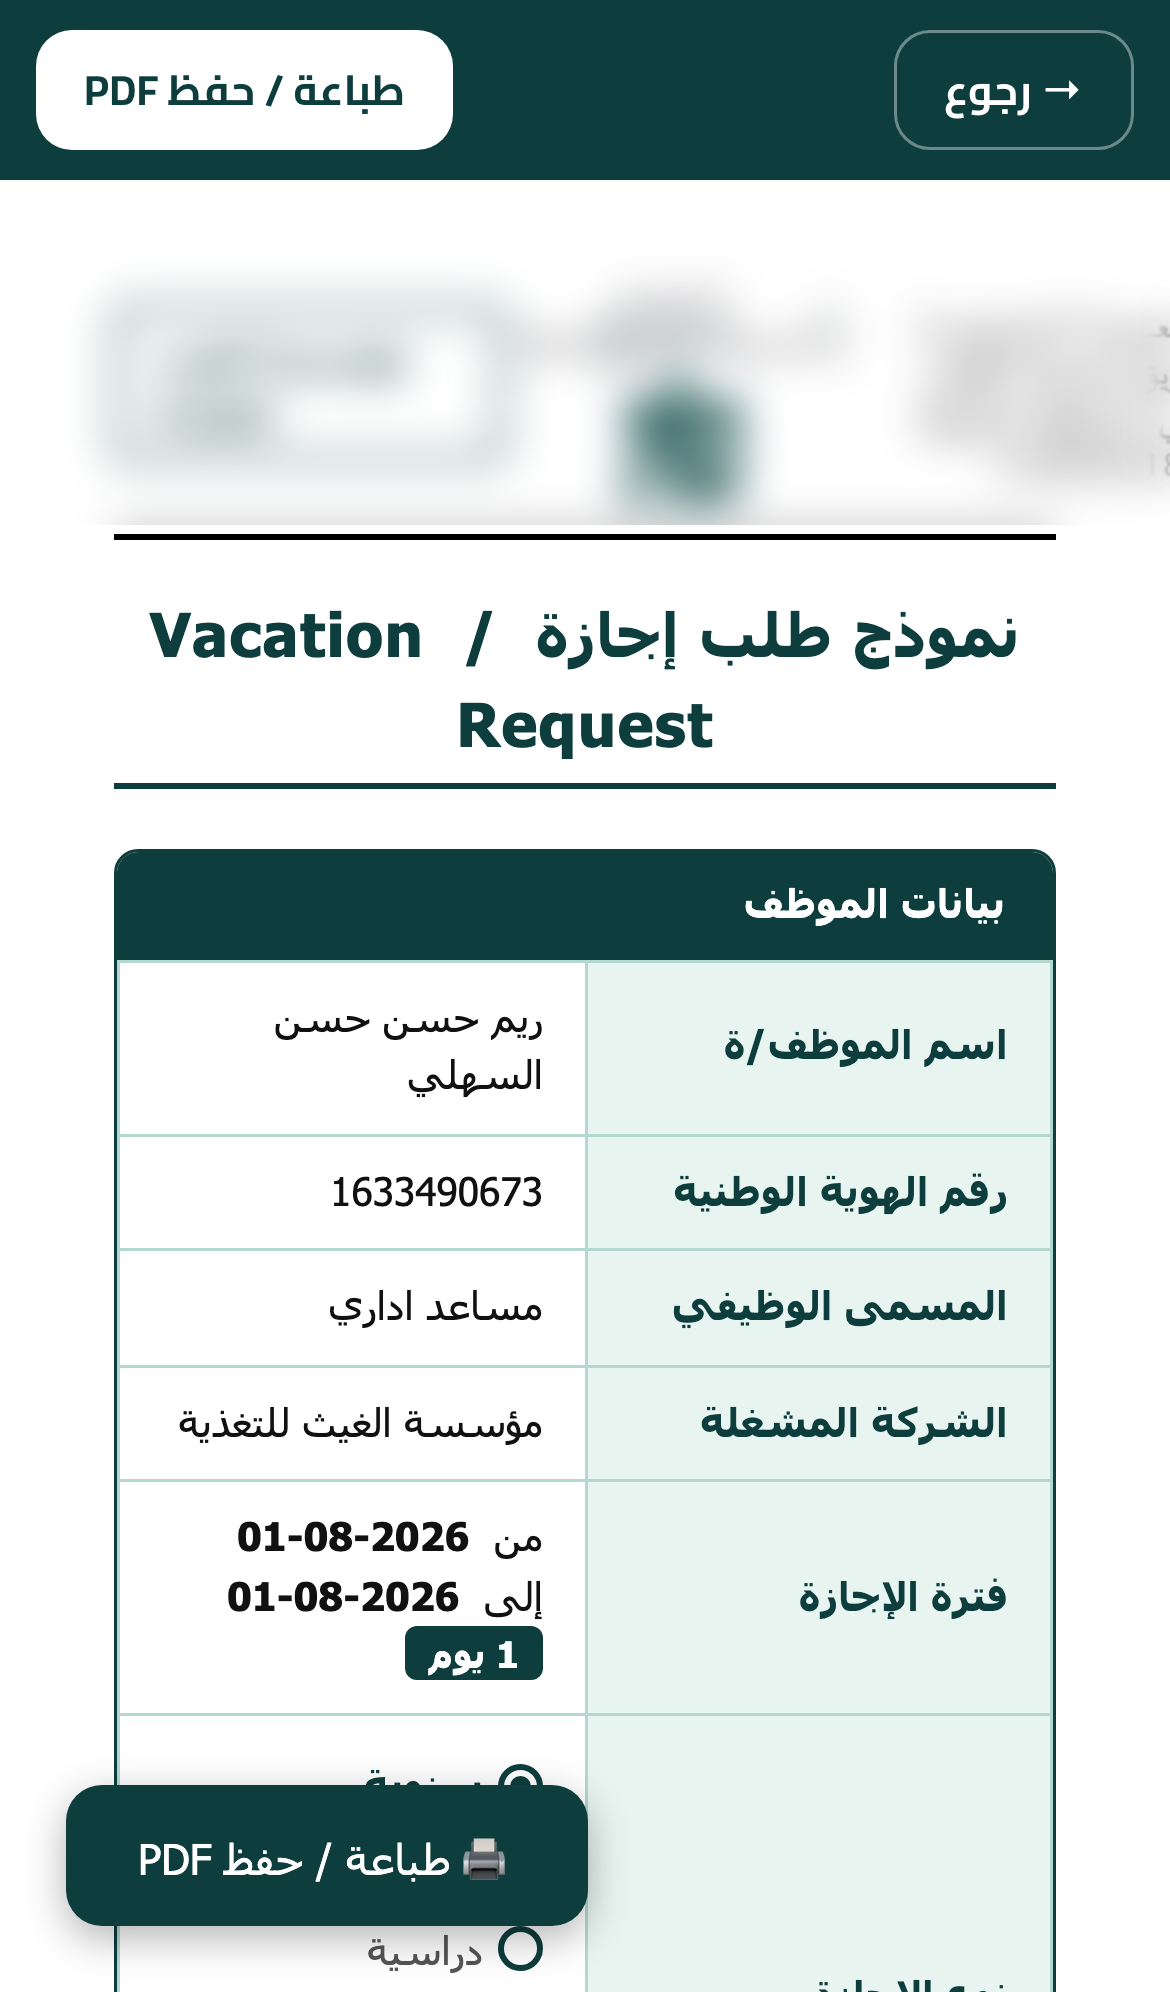 → رجوع
طباعة / حفظ PDF
نموذج طلب إجازة / Vacation
Request
بيانات الموظف
اسم الموظف/ة
ريم حسن حسن
السهلي
رقم الهوية الوطنية
1633490673
المسمى الوظيفي
مساعد اداري
الشركة المشغلة
مؤسسة الغيث للتغذية
فترة الإجازة
من 01-08-2026
إلى 01-08-2026
1 يوم
طباعة / حفظ PDF
دراسية
نوع الإجازة